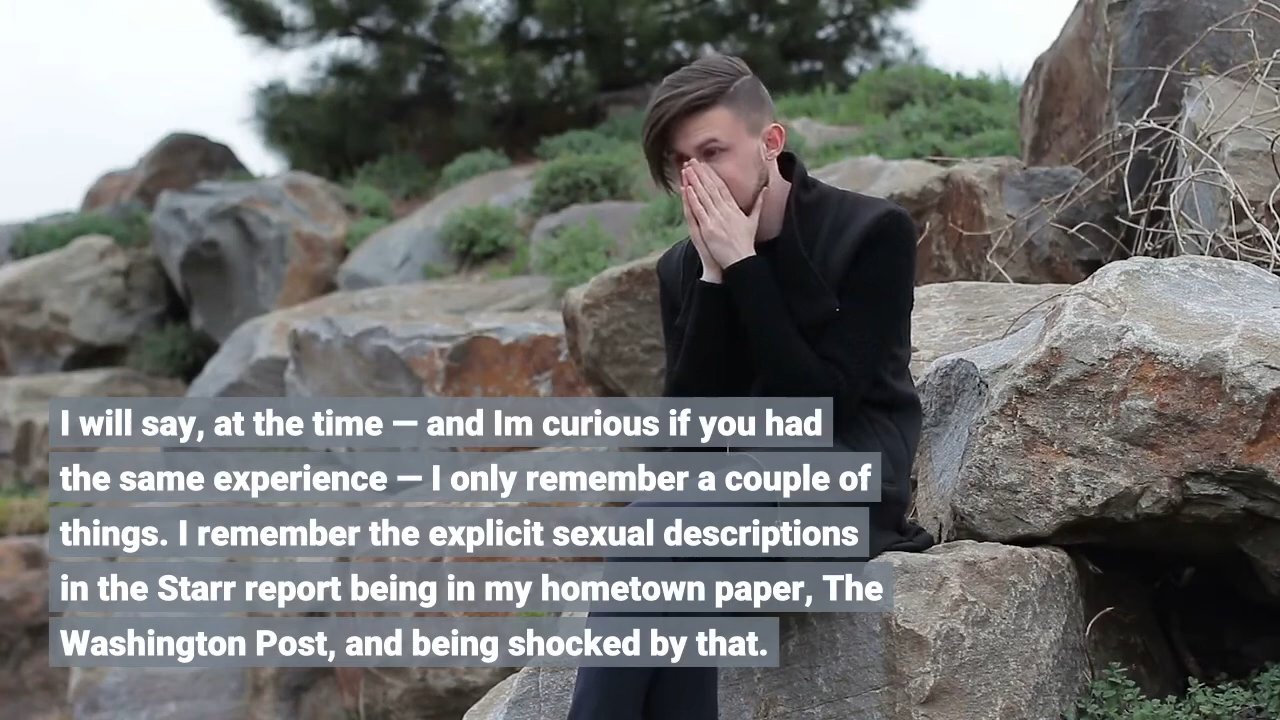 I will say, at the time — and Im curious if you had
the same experience — I only remember a couple of
things. I remember the explicit sexual descriptions
in the Starr report being in my hometown paper, The
Washington Post, and being shocked by that.